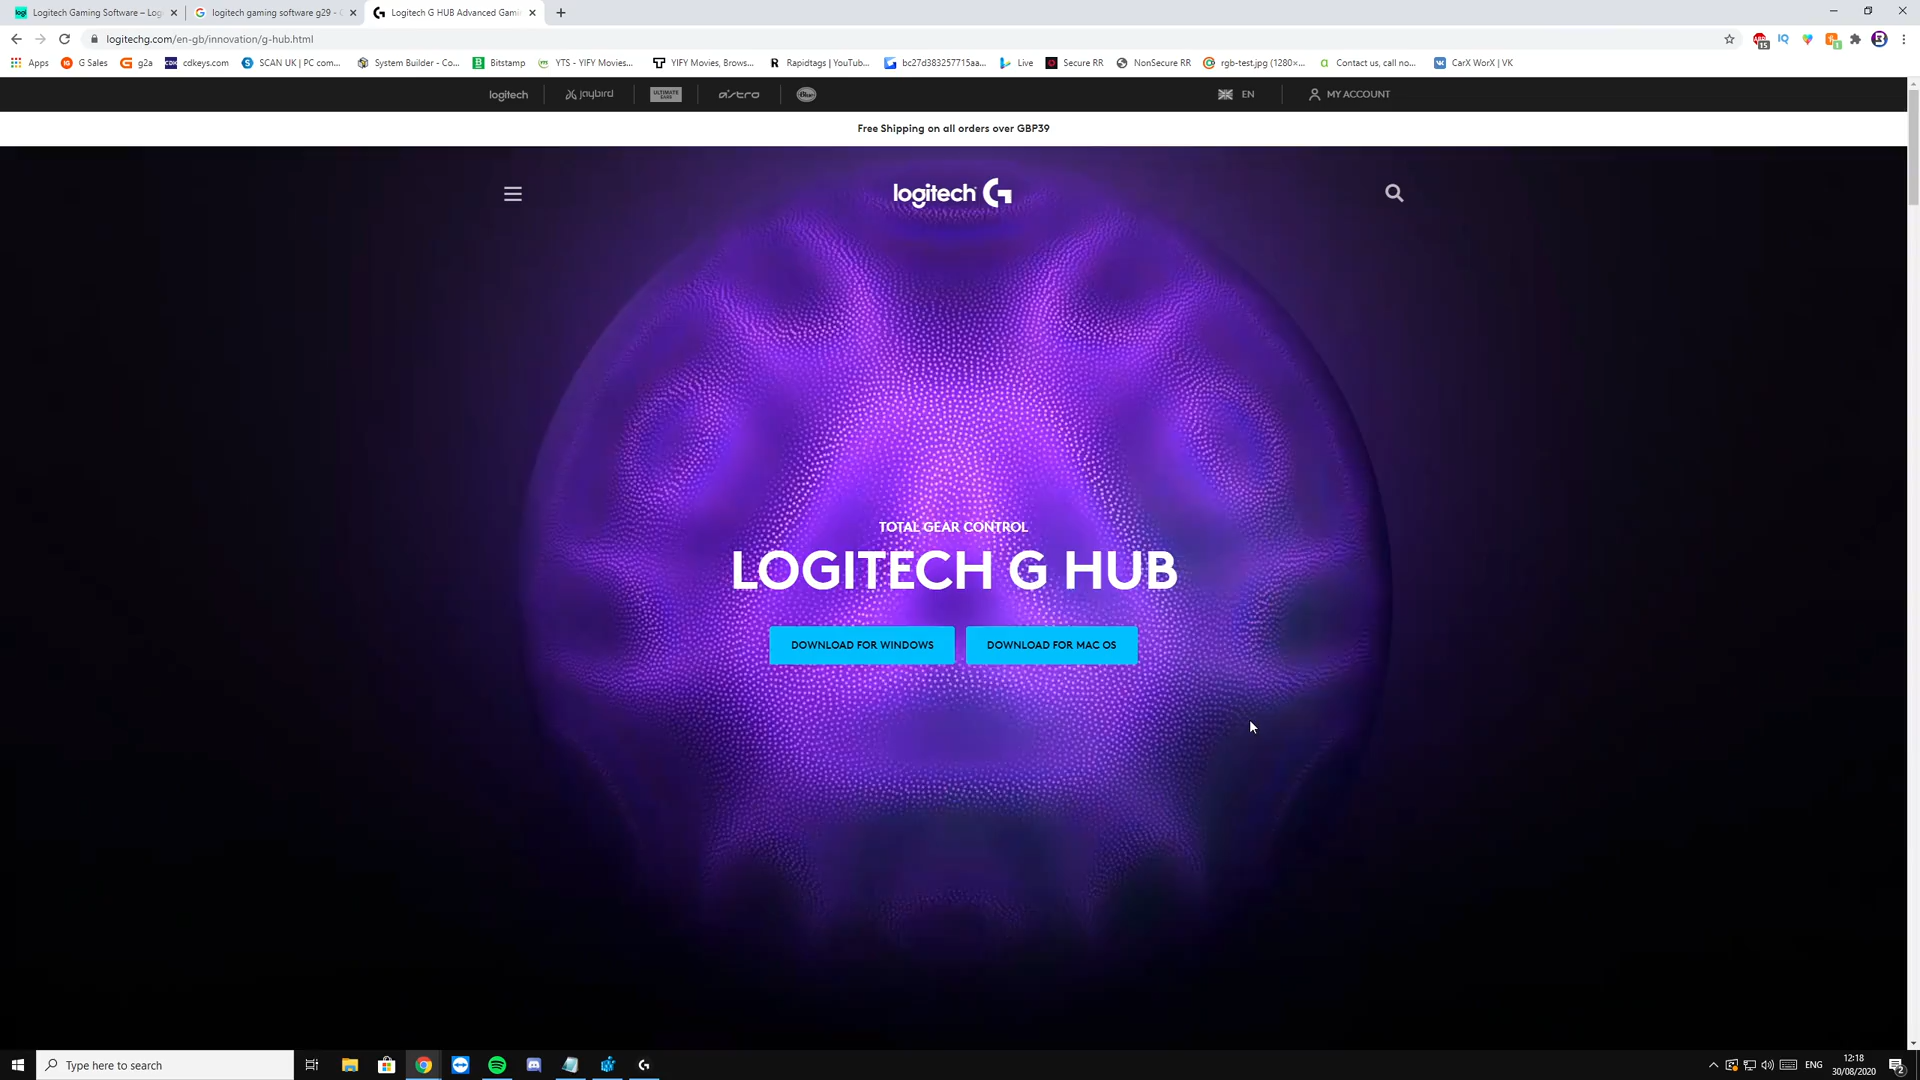 Logitech Gaming Software – Log
logitech gaming software g29 -
Logitech G HUB Advanced Gami
logitechg.com/en-gb/innovation/g-hub.html
Apps
G Sales
g2a
cdkeys.com
SCAN UK | PC com...
System Builder - Co...
Bitstamp
YTS - YIFY Movies...
YIFY Movies, Brows...
Rapidtags | YouTub...
bc27d383257715aa...
Live
Secure RR
NonSecure RR
rgb-test.jpg (1280×...
Contact us, call no...
CarX WorX | VK
logitech
jaybird
ULTIMATE EARS
ASTRO
Blue
EN
MY ACCOUNT
Free Shipping on all orders over GBP39
logitech G
TOTAL GEAR CONTROL
LOGITECH G HUB
DOWNLOAD FOR WINDOWS
DOWNLOAD FOR MAC OS
Type here to search
ENG
12:18
30/08/2020
2